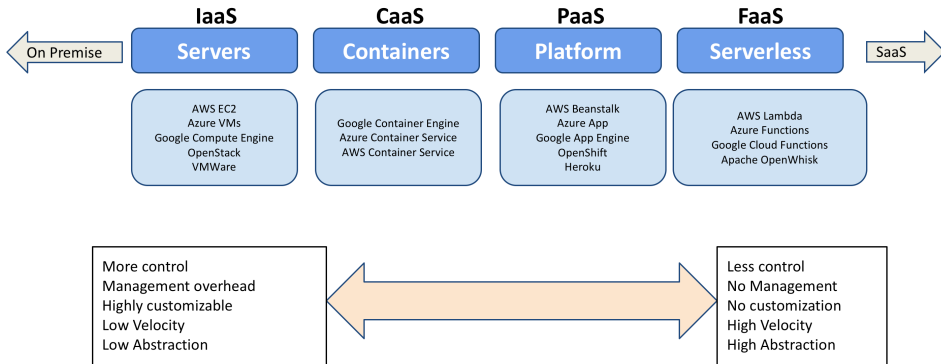 IaaS
CaaS
PaaS
FaaS
On Premise
Servers
Containers
Platform
Serverless
SaaS
AWS EC2
Azure VMs
Google Compute Engine
OpenStack
VMWare
Google Container Engine
Azure Container Service
AWS Container Service
AWS Beanstalk
Azure App
Google App Engine
OpenShift
Heroku
AWS Lambda
Azure Functions
Google Cloud Functions
Apache OpenWhisk
More control
Management overhead
Highly customizable
Low Velocity
Low Abstraction
Less control
No Management
No customization
High Velocity
High Abstraction